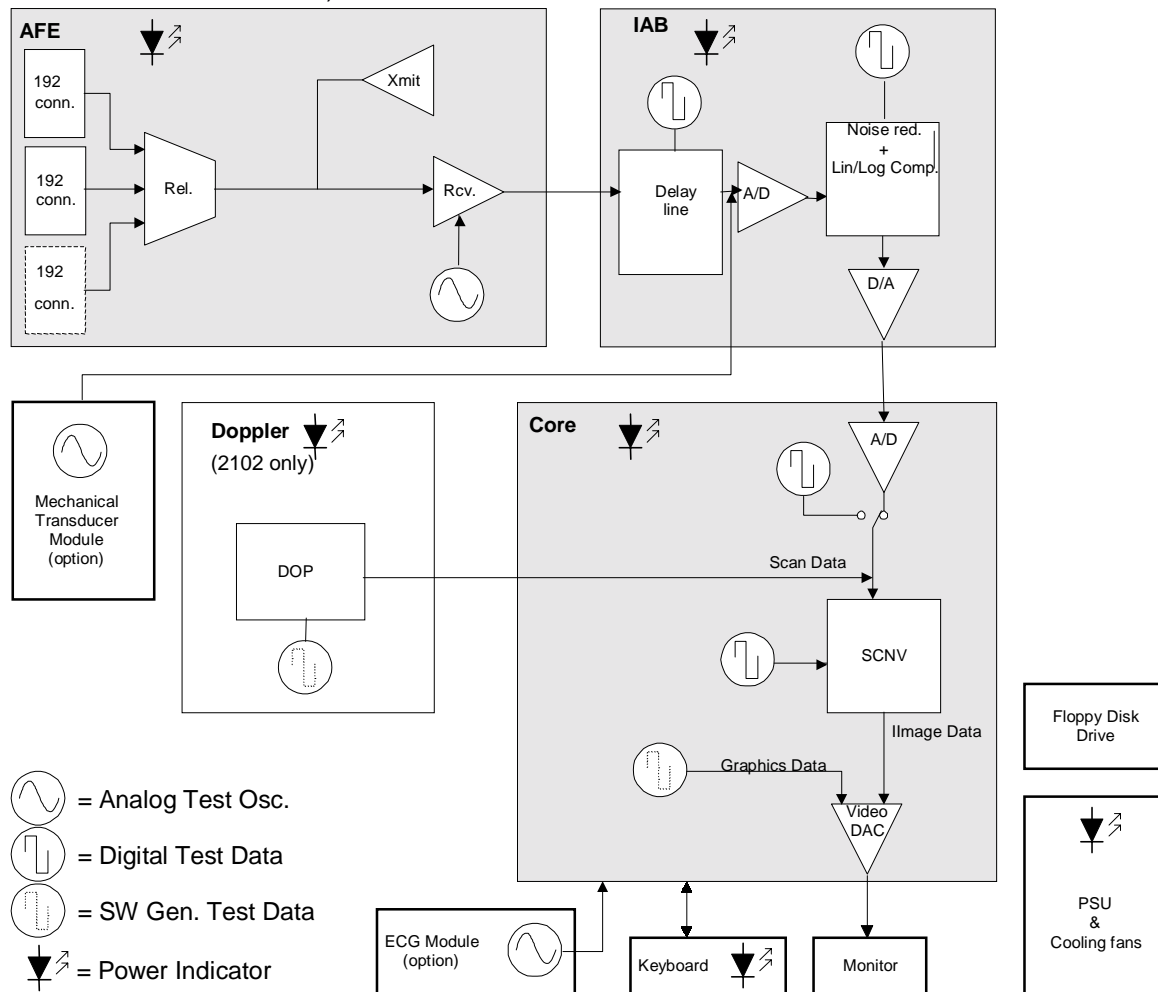 AFE
192
conn.
192
conn.
192
conn.
Rel.
Xmit
Rcv.
IAB
Delay
line
A/D
Noise red.
+
Lin/Log Comp.
D/A
Mechanical
Transducer
Module
(option)
Doppler
(2102 only)
DOP
Core
A/D
Scan Data
SCNV
IImage Data
Graphics Data
Video
DAC
Floppy Disk
Drive
PSU
&
Cooling fans
= Analog Test Osc.
= Digital Test Data
= SW Gen. Test Data
= Power Indicator
ECG Module
(option)
Keyboard
Monitor